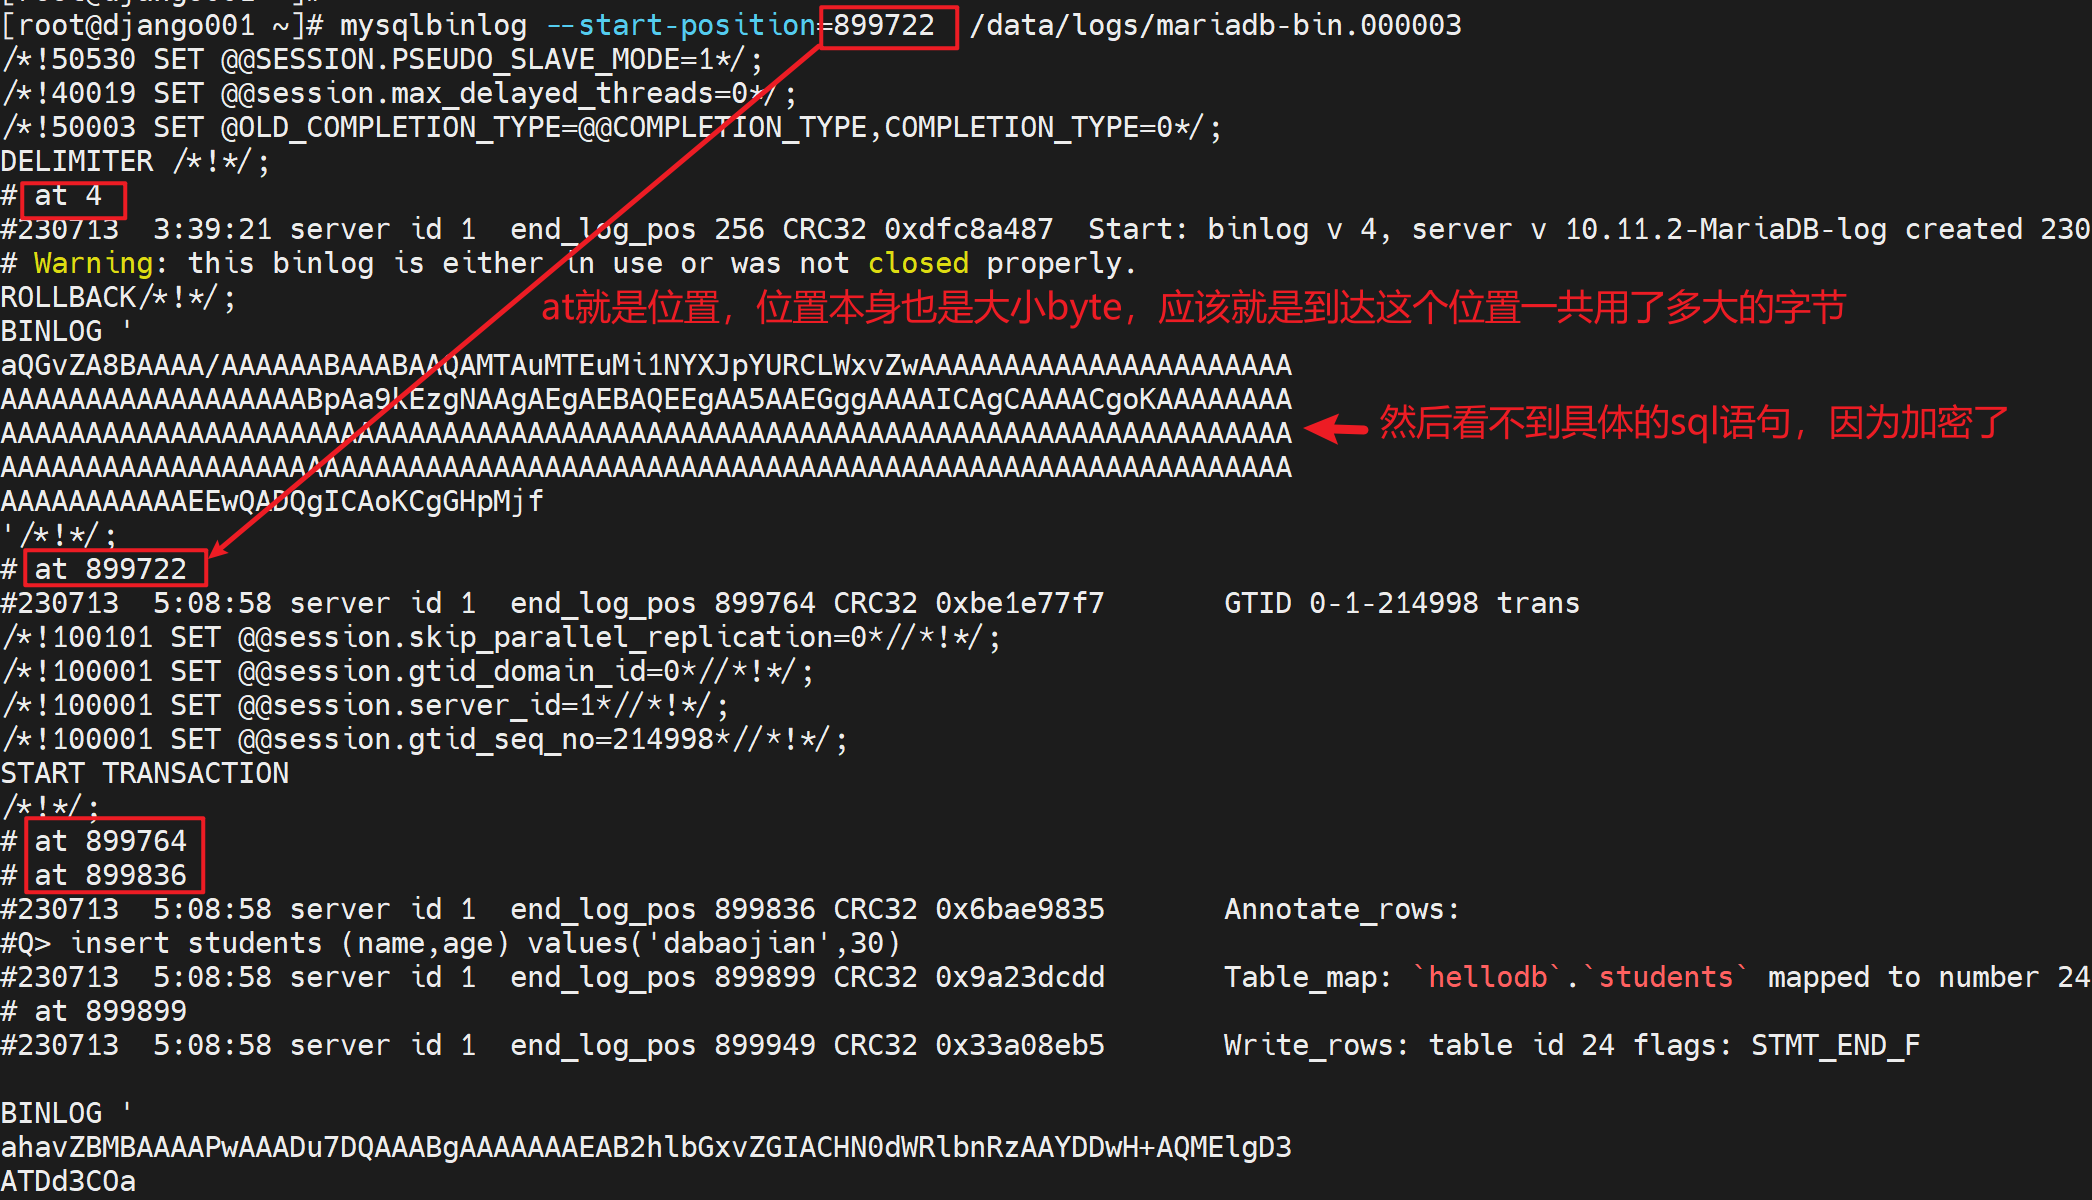 [root@django001 ~]#
[root@django001 ~]# mysqlbinlog --start-position=899722 /data/logs/mariadb-bin.000003
/*!50530 SET @@SESSION.PSEUDO_SLAVE_MODE=1*/;
/*!40019 SET @@session.max_delayed_threads=0*/;
/*!50003 SET @OLD_COMPLETION_TYPE=@@COMPLETION_TYPE,COMPLETION_TYPE=0*/;
DELIMITER /*!*/;
# at 4
#230713  3:39:21 server id 1  end_log_pos 256 CRC32 0xdfc8a487  Start: binlog v 4, server v 10.11.2-MariaDB-log created 230
# Warning: this binlog is either in use or was not closed properly.
ROLLBACK/*!*/;
at就是位置，位置本身也是大小byte，应该就是到达这个位置一共用了多大的字节
BINLOG '
aQGvZA8BAAAA/AAAAAABAAABAAQAMTAuMTEuMi1NYXJpYURCLWxvZwAAAAAAAAAAAAAAAAAAAAAA
AAAAAAAAAAAAAAAAAABpAa9kEzgNAAgAEgAEBAQEEgAA5AAEGggAAAAICAgCAAAACgoKAAAAAAAA
然后看不到具体的sql语句，因为加密了
AAAAAAAAAAAAAAAAAAAAAAAAAAAAAAAAAAAAAAAAAAAAAAAAAAAAAAAAAAAAAAAAAAAAAAAAAAAA
AAAAAAAAAAAAAAAAAAAAAAAAAAAAAAAAAAAAAAAAAAAAAAAAAAAAAAAAAAAAAAAAAAAAAAAAAAAA
AAAAAAAAAAAEEwQADQgICAoKCgGHpMjf
'/*!*/;
# at 899722
#230713  5:08:58 server id 1  end_log_pos 899764 CRC32 0xbe1e77f7       GTID 0-1-214998 trans
/*!100101 SET @@session.skip_parallel_replication=0*//*!*/;
/*!100001 SET @@session.gtid_domain_id=0*//*!*/;
/*!100001 SET @@session.server_id=1*//*!*/;
/*!100001 SET @@session.gtid_seq_no=214998*//*!*/;
START TRANSACTION
/*!*/;
# at 899764
# at 899836
#230713  5:08:58 server id 1  end_log_pos 899836 CRC32 0x6bae9835       Annotate_rows:
#Q> insert students (name,age) values('dabaojian',30)
#230713  5:08:58 server id 1  end_log_pos 899899 CRC32 0x9a23dcdd       Table_map: `hellodb`.`students` mapped to number 24
# at 899899
#230713  5:08:58 server id 1  end_log_pos 899949 CRC32 0x33a08eb5       Write_rows: table id 24 flags: STMT_END_F
BINLOG '
ahavZBMBAAAAPwAAADu7DQAAABgAAAAAAAEAB2hlbGxvZGIACHN0dWRlbnRzAAYDDwH+AQMElgD3
ATDd3COa